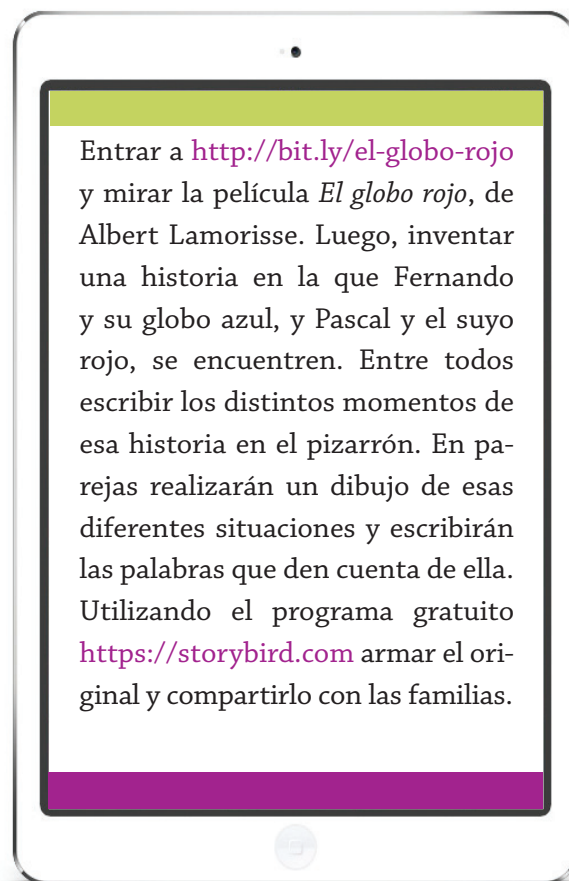 Entrar a http://bit.ly/el-globo-rojo
y mirar la película El globo rojo, de
Albert Lamorisse. Luego, inventar
una historia en la que Fernando
y su globo azul, y Pascal y el suyo
rojo, se encuentren. Entre todos
escribir los distintos momentos de
esa historia en el pizarrón. En pa-
rejas realizarán un dibujo de esas
diferentes situaciones y escribirán
las palabras que den cuenta de ella.
Utilizando el programa gratuito
https://storybird.com armar el ori-
ginal y compartirlo con las familias.